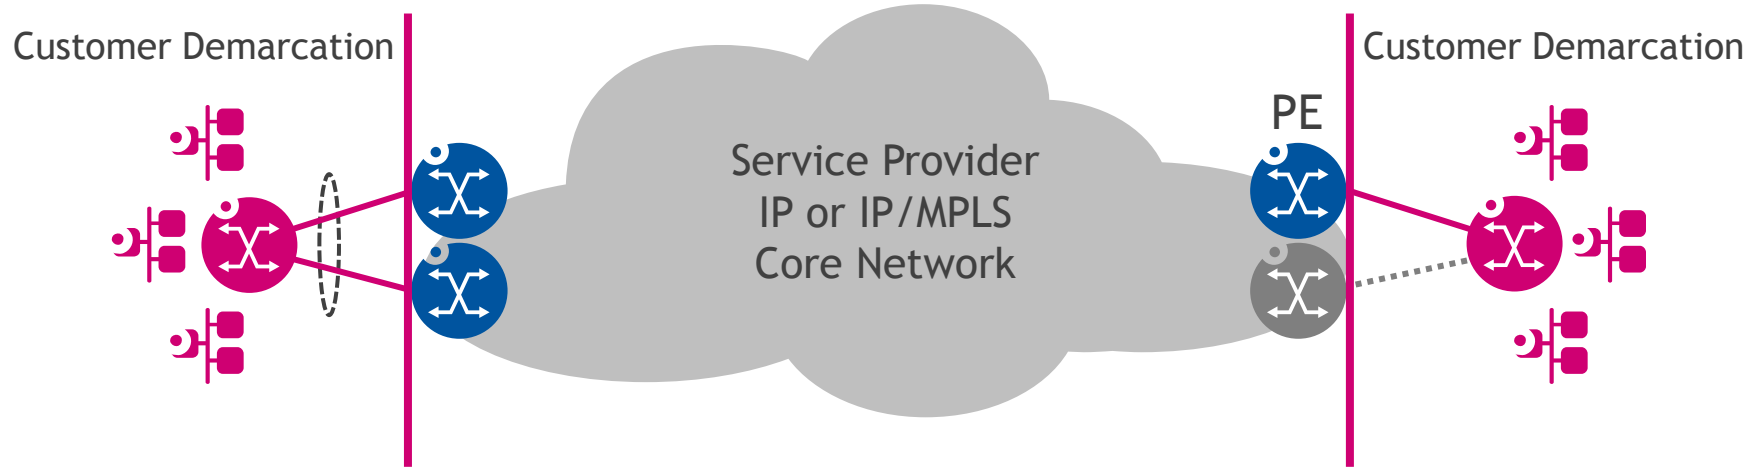 Customer Demarcation
Customer Demarcation
PE
Service Provider
IP or IP/MPLS
Core Network